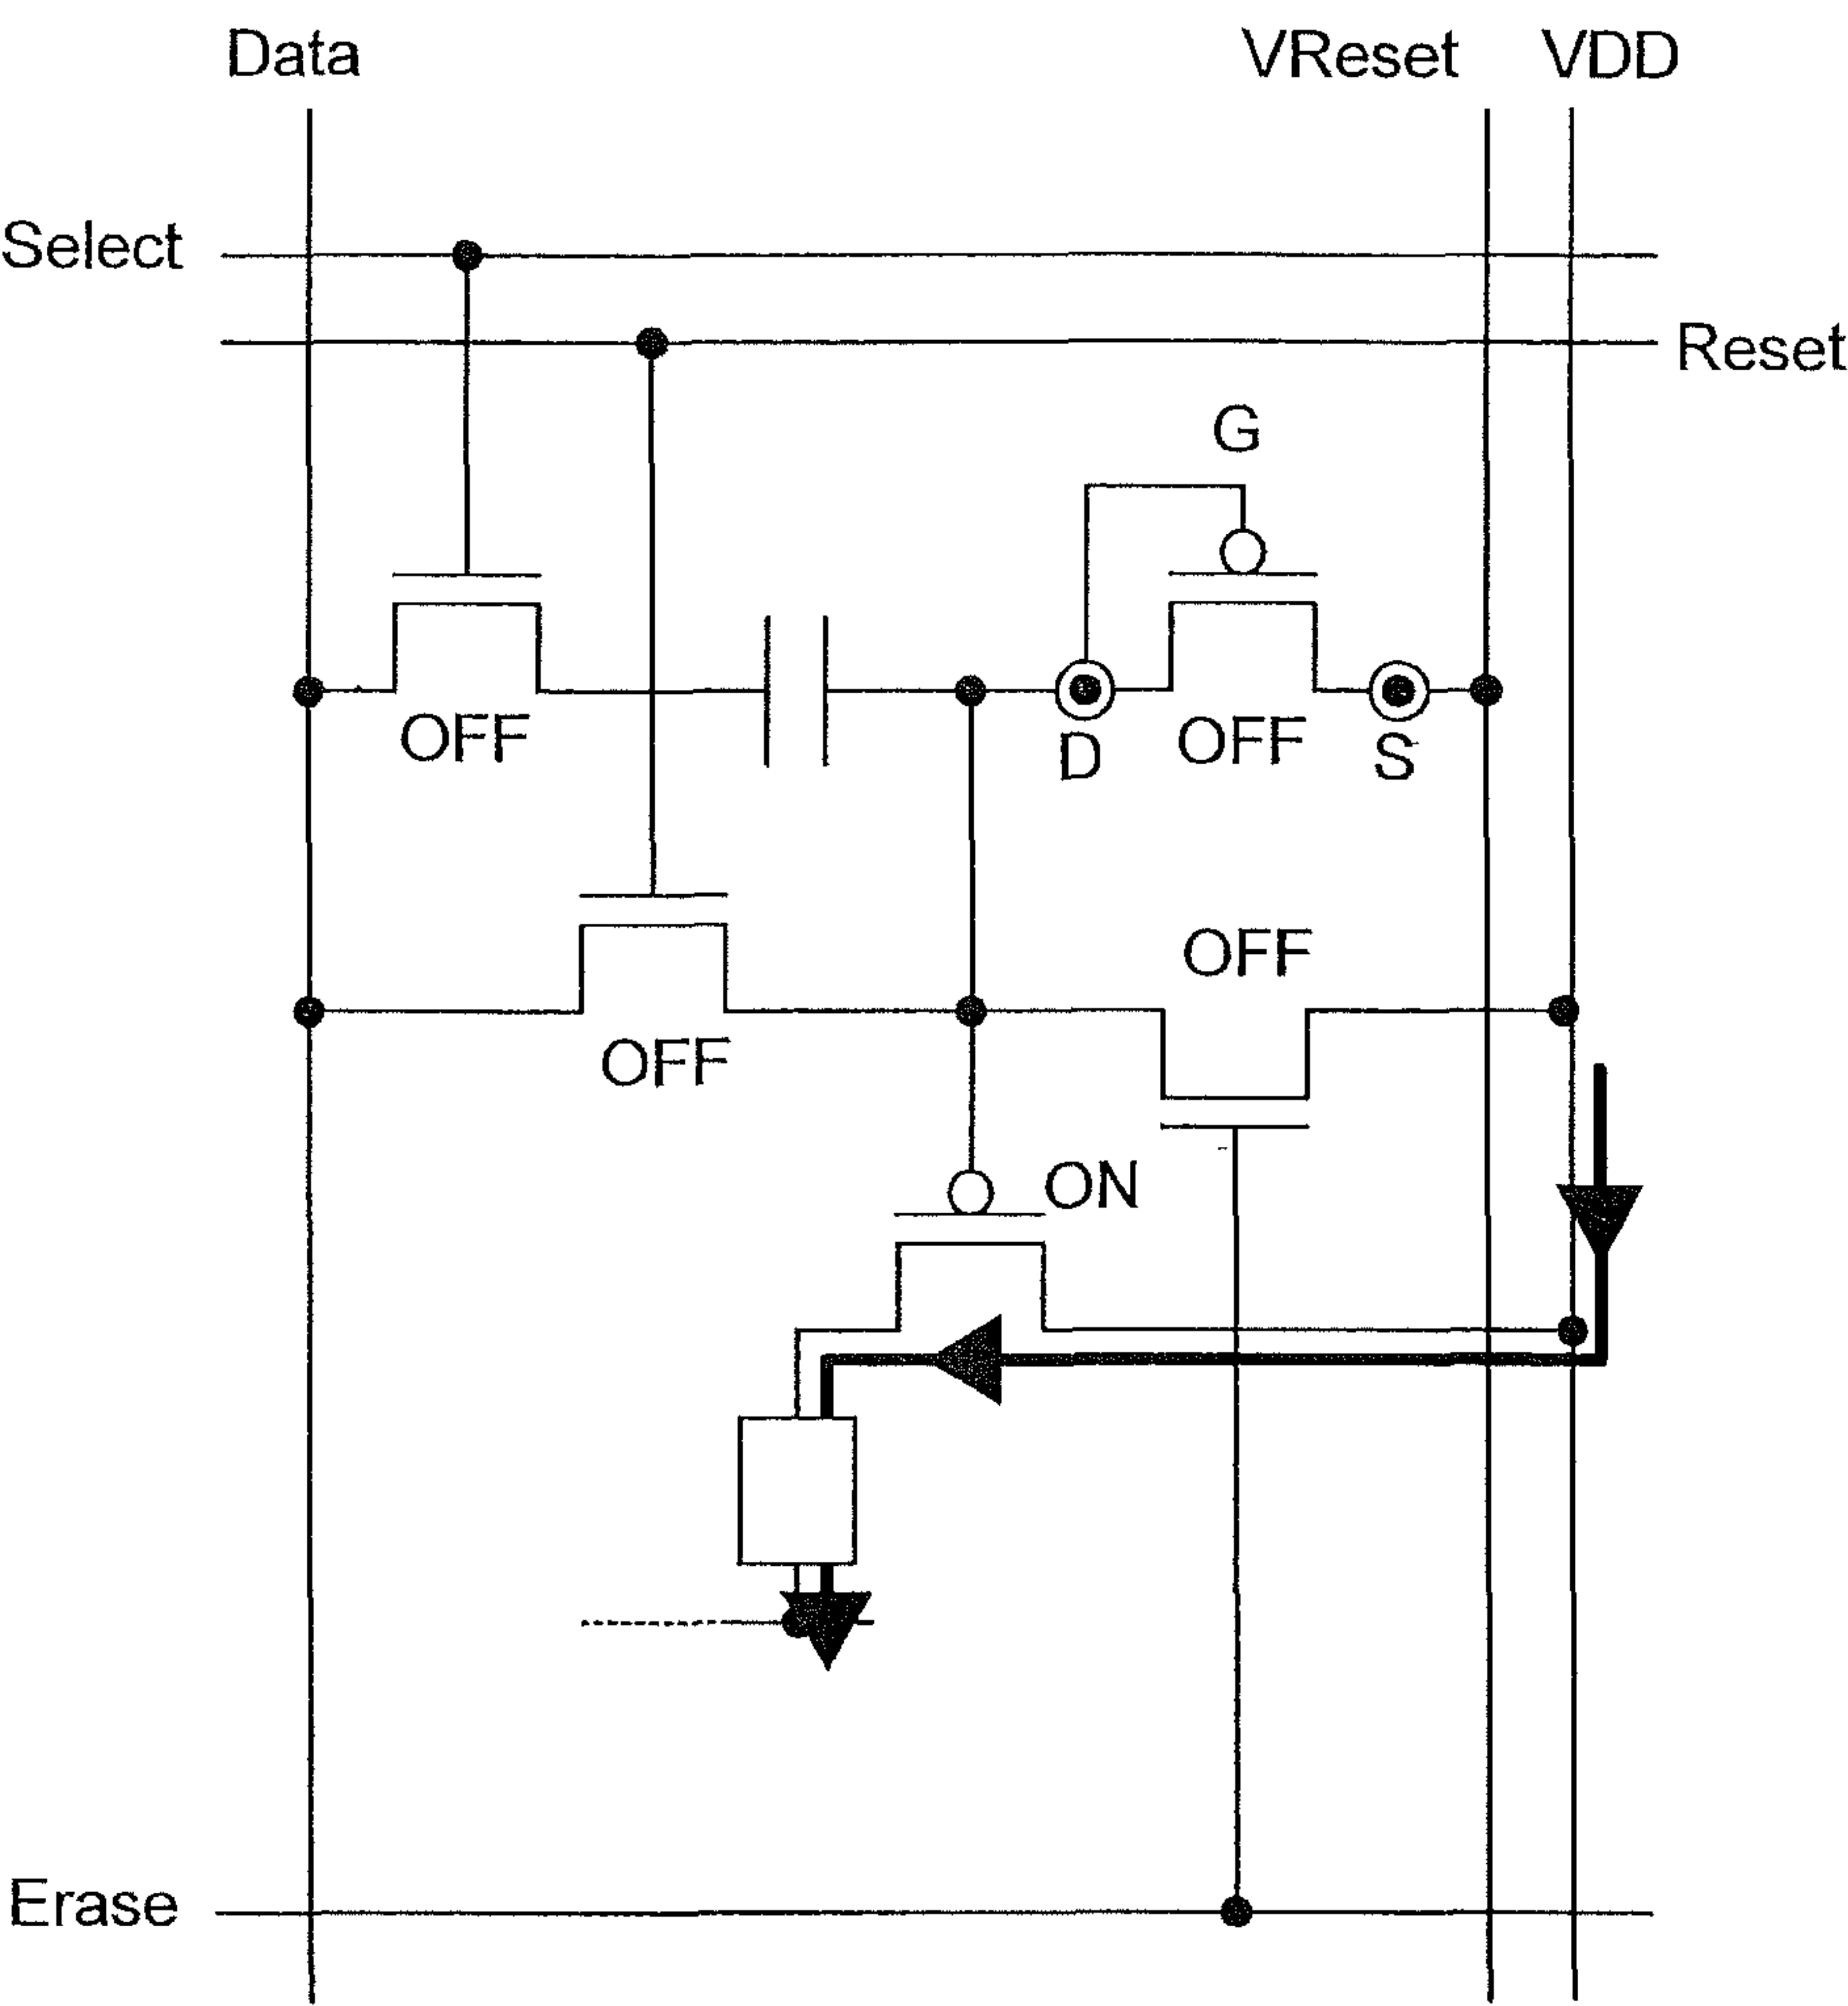 Data
VReset
VDD
Select
Reset
G
OFF
D
OFF
S
OFF
OFF
ON
Erase